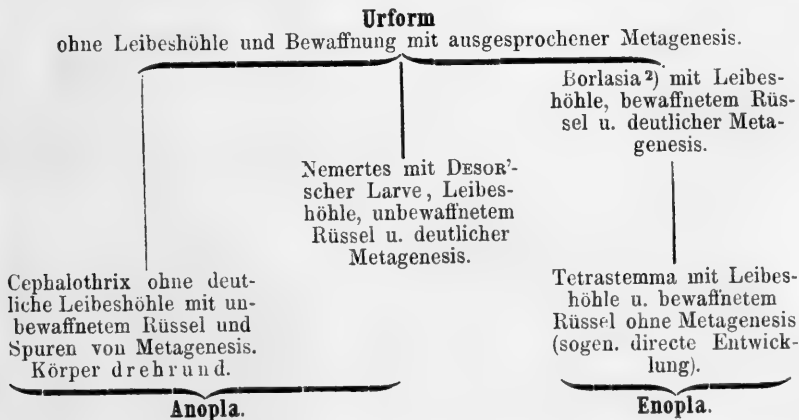 Urform
ohne Leibeshöhle und Bewaffnung mit ausgesprochener Metagenesis.
Borlasia ²) mit Leibes-
höhle, bewaffnetem Rüs-
sel u. deutlicher Meta-
genesis.
Nemertes mit DESOR'-
scher Larve, Leibes-
höhle, unbewaffnetem
Rüssel u. deutlicher
Metagenesis.
Cephalothrix ohne deut-
liche Leibeshöhle mit un-
bewaffnetem Rüssel und
Spuren von Metagenesis.
Körper drehrund.
Tetrastemma mit Leibes-
höhle u. bewaffnetem
Rüssel ohne Metagenesis
(sogen. directe Entwick-
lung).
Anopla.
Enopla.